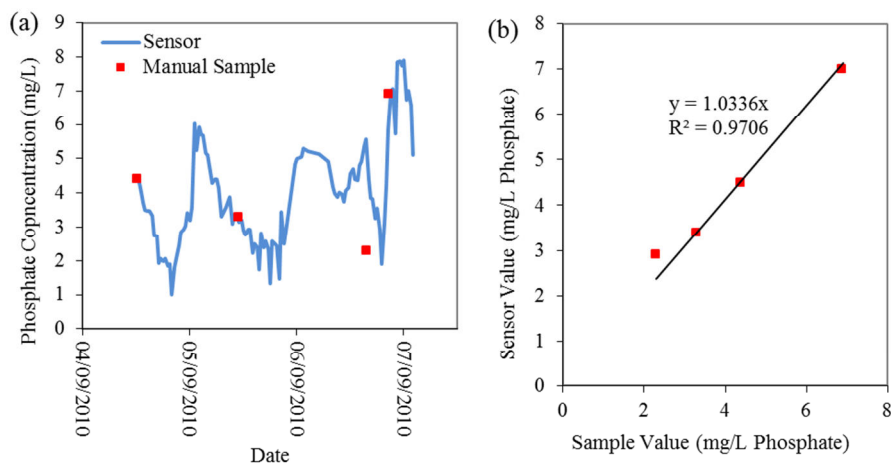 (a)
Phosphate Copncentration (mg/L)
9
8
7
6
5
4
3
2
1
0
Sensor
Manual Sample
04/09/2010
05/09/2010
06/09/2010
07/09/2010
Date
(b)
Sensor Value (mg/L Phosphate)
8
7
6
5
4
3
2
1
0
y = 1.0336x
R² = 0.9706
0 2 4 6 8
Sample Value (mg/L Phosphate)